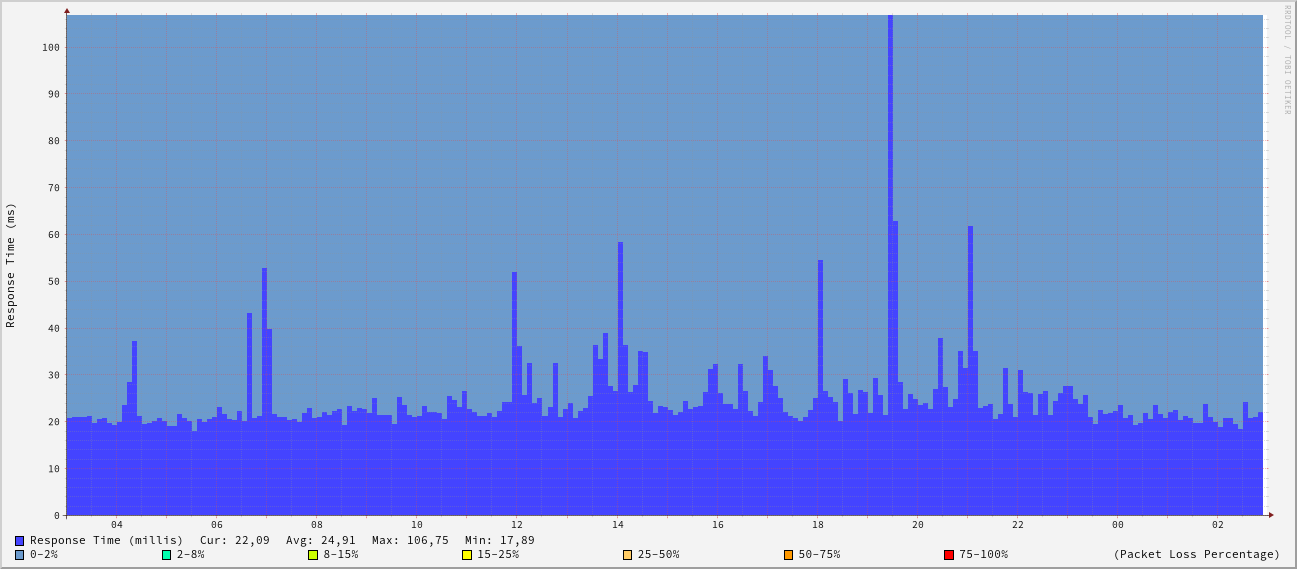 RRDTOOL / TOBI OETIKER
Response Time (ms)
100
90
80
70
60
50
40
30
20
10
0
04 06 08 10 12 14 16 18 20 22 00 02
Response Time (millis) Cur: 22,09 Avg: 24,91 Max: 106,75 Min: 17,89
0-2% 2-8% 8-15% 15-25% 25-50% 50-75% 75-100% (Packet Loss Percentage)